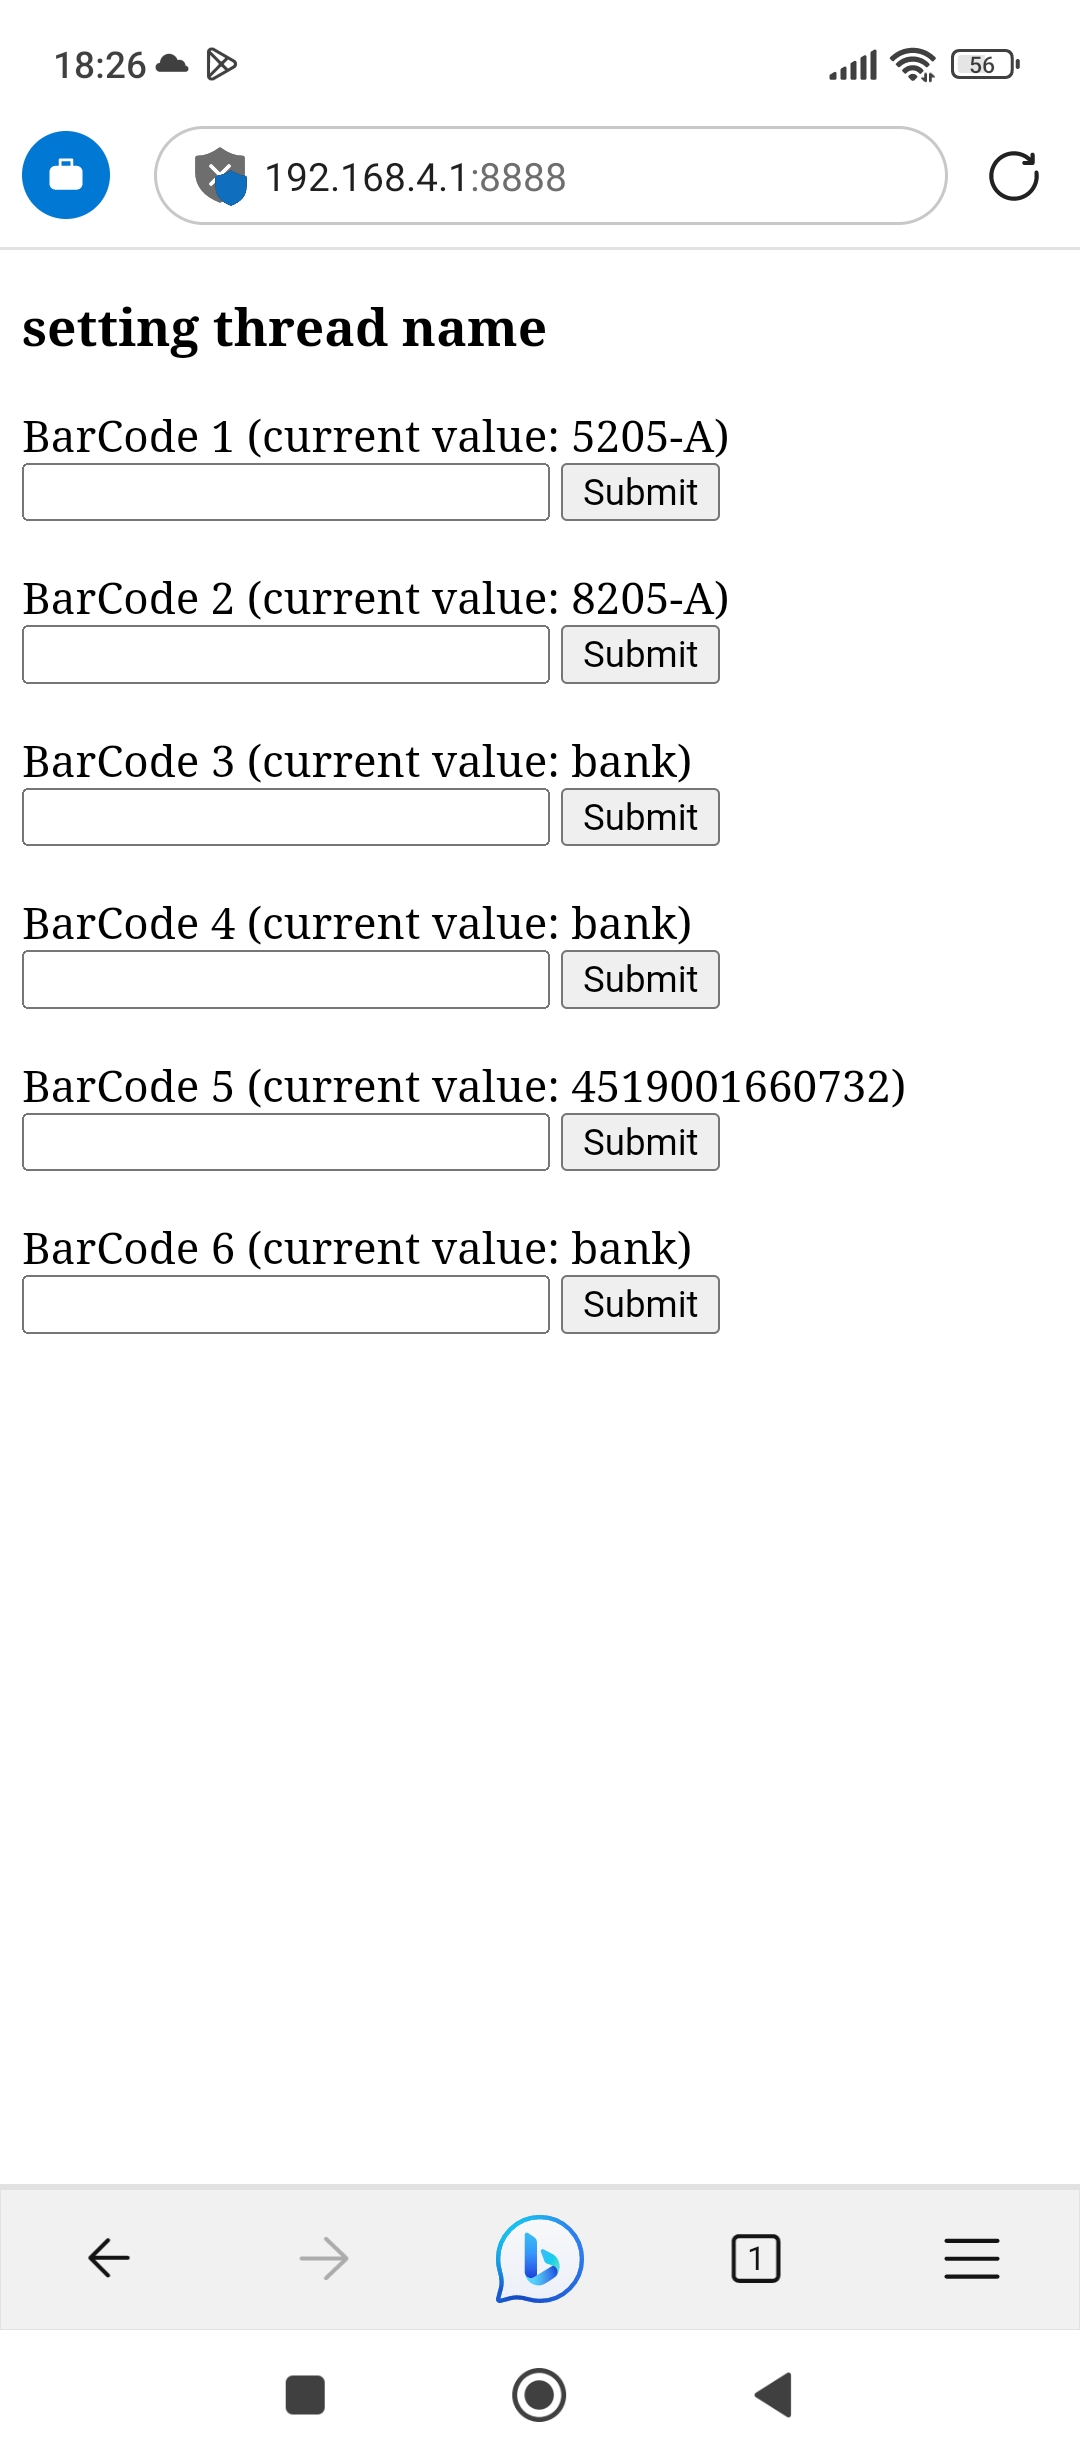 18:26
56
192.168.4.1:8888
setting thread name
BarCode 1 (current value: 5205-A)
Submit
BarCode 2 (current value: 8205-A)
Submit
BarCode 3 (current value: bank)
Submit
BarCode 4 (current value: bank)
Submit
BarCode 5 (current value: 4519001660732)
Submit
BarCode 6 (current value: bank)
Submit
1